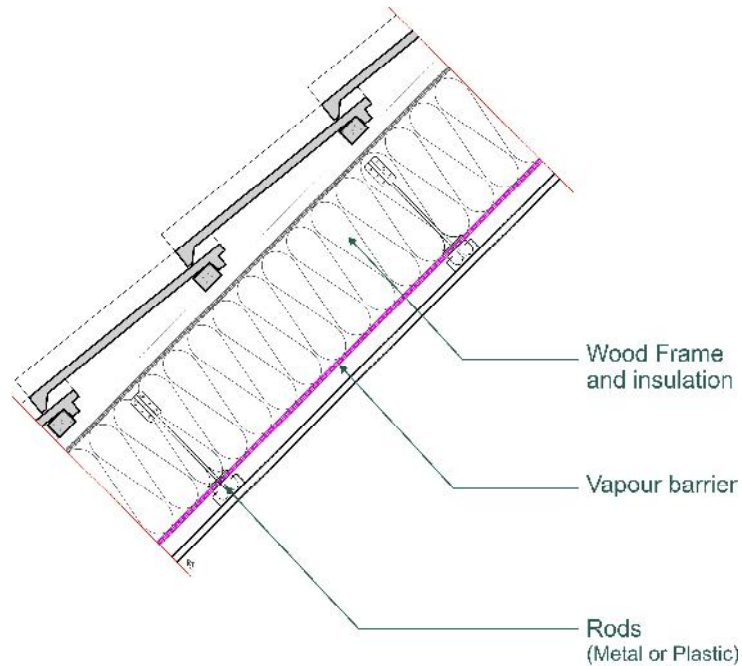 Wood Frame
and insulation
Vapour barrier
Rods
(Metal or Plastic)